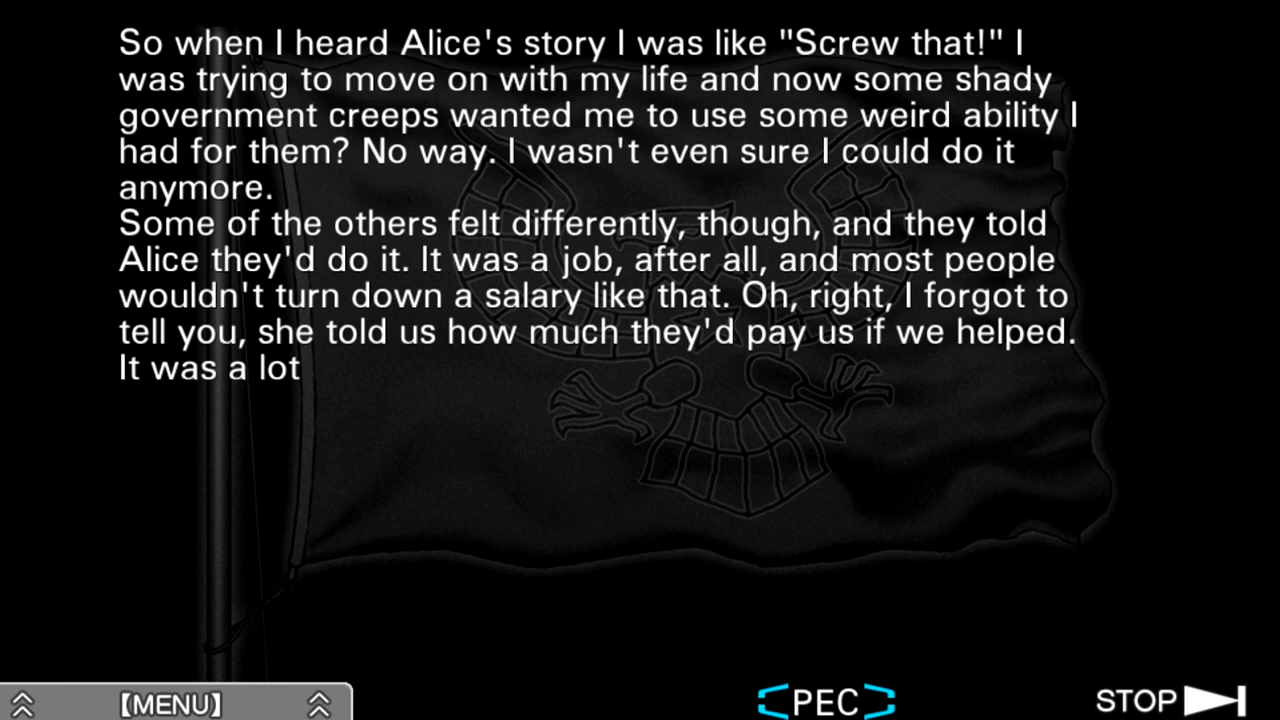 So when I heard Alice's story I was like "Screw that!" I
was trying to move on with my life and now some shady
government creeps wanted me to use some weird ability I
had for them? No way. I wasn't even sure I could do it
anymore.
Some of the others felt differently, though, and they told
Alice they'd do it. It was a job, after all, and most people
wouldn't turn down a salary like that. Oh, right, I forgot to
tell you, she told us how much they'd pay us if we helped.
It was a lot
【MENU】
PEC
STOP